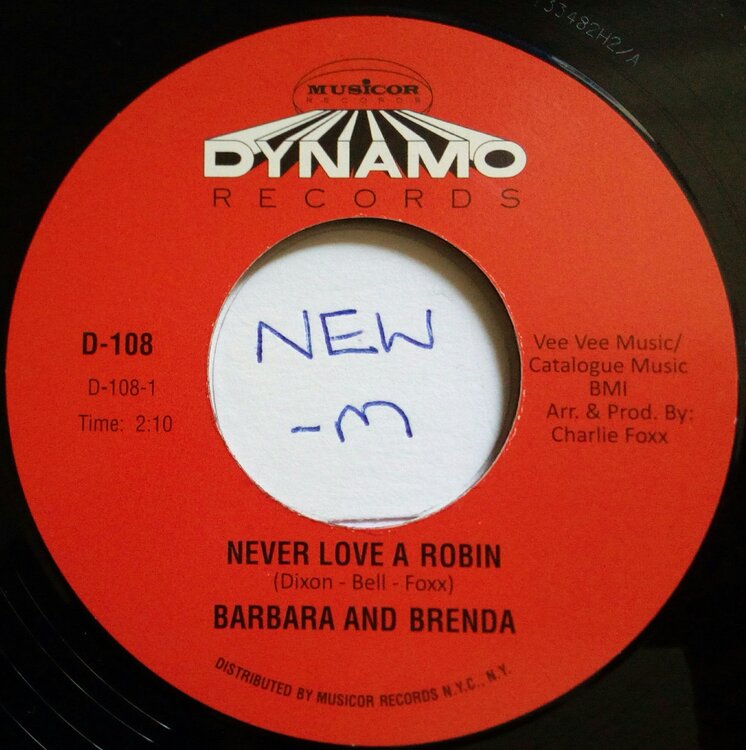 133482H2/A
MUSICOR
RECORDS
DYNAMO
RECORDS
D-108
D-108-1
Time: 2:10
NEW
-M
Vee Vee Music/
Catalogue Music
BMI
Arr. & Prod. By:
Charlie Foxx
NEVER LOVE A ROBIN
(Dixon - Bell - Foxx)
BARBARA AND BRENDA
DISTRIBUTED BY MUSICOR RECORDS N.Y.C., N.Y.